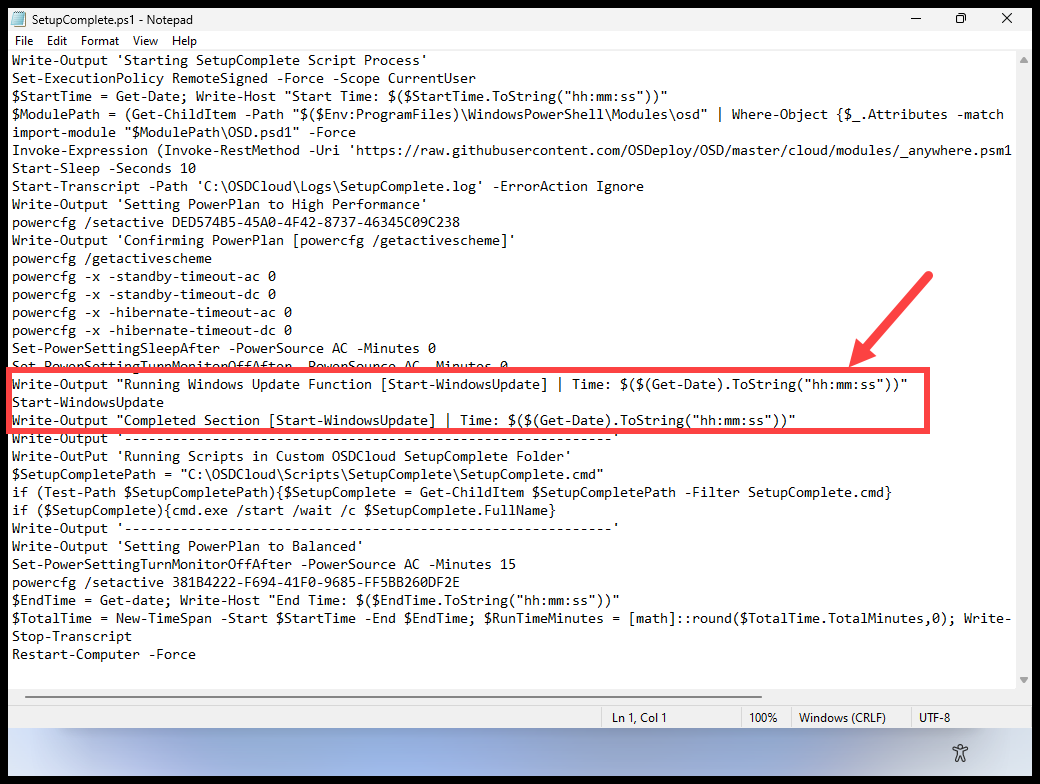 SetupComplete.ps1 - Notepad
File Edit Format View Help
Write-Output 'Starting SetupComplete Script Process'
Set-ExecutionPolicy RemoteSigned -Force -Scope CurrentUser
$StartTime = Get-Date; Write-Host "Start Time: $($StartTime.ToString("hh:mm:ss"))"
$ModulePath = (Get-ChildItem -Path "$($Env:ProgramFiles)\WindowsPowerShell\Modules\osd" | Where-Object {$_.Attributes -match
import-module "$ModulePath\OSD.psd1" -Force
Invoke-Expression (Invoke-RestMethod -Uri 'https://raw.githubusercontent.com/OSDeploy/OSD/master/cloud/modules/_anywhere.psm1
Start-Sleep -Seconds 10
Start-Transcript -Path 'C:\OSDCloud\Logs\SetupComplete.log' -ErrorAction Ignore
Write-Output 'Setting PowerPlan to High Performance'
powercfg /setactive DED574B5-45A0-4F42-8737-46345C09C238
Write-Output 'Confirming PowerPlan [powercfg /getactivescheme]'
powercfg /getactivescheme
powercfg -x -standby-timeout-ac 0
powercfg -x -standby-timeout-dc 0
powercfg -x -hibernate-timeout-ac 0
powercfg -x -hibernate-timeout-dc 0
Set-PowerSettingSleepAfter -PowerSource AC -Minutes 0
Set-PowerSettingTurnMonitorOffAfter -PowerSource AC -Minutes 0
Write-Output "Running Windows Update Function [Start-WindowsUpdate] | Time: $($(Get-Date).ToString("hh:mm:ss"))"
Start-WindowsUpdate
Write-Output "Completed Section [Start-WindowsUpdate] | Time: $($(Get-Date).ToString("hh:mm:ss"))"
Write-Output '-------------------------------------------------------------'
Write-OutPut 'Running Scripts in Custom OSDCloud SetupComplete Folder'
$SetupCompletePath = "C:\OSDCloud\Scripts\SetupComplete\SetupComplete.cmd"
if (Test-Path $SetupCompletePath){$SetupComplete = Get-ChildItem $SetupCompletePath -Filter SetupComplete.cmd}
if ($SetupComplete){cmd.exe /start /wait /c $SetupComplete.FullName}
Write-Output '-------------------------------------------------------------'
Write-Output 'Setting PowerPlan to Balanced'
Set-PowerSettingTurnMonitorOffAfter -PowerSource AC -Minutes 15
powercfg /setactive 381B4222-F694-41F0-9685-FF5BB260DF2E
$EndTime = Get-date; Write-Host "End Time: $($EndTime.ToString("hh:mm:ss"))"
$TotalTime = New-TimeSpan -Start $StartTime -End $EndTime; $RunTimeMinutes = [math]::round($TotalTime.TotalMinutes,0); Write-
Stop-Transcript
Restart-Computer -Force
Ln 1, Col 1 100% Windows (CRLF) UTF-8